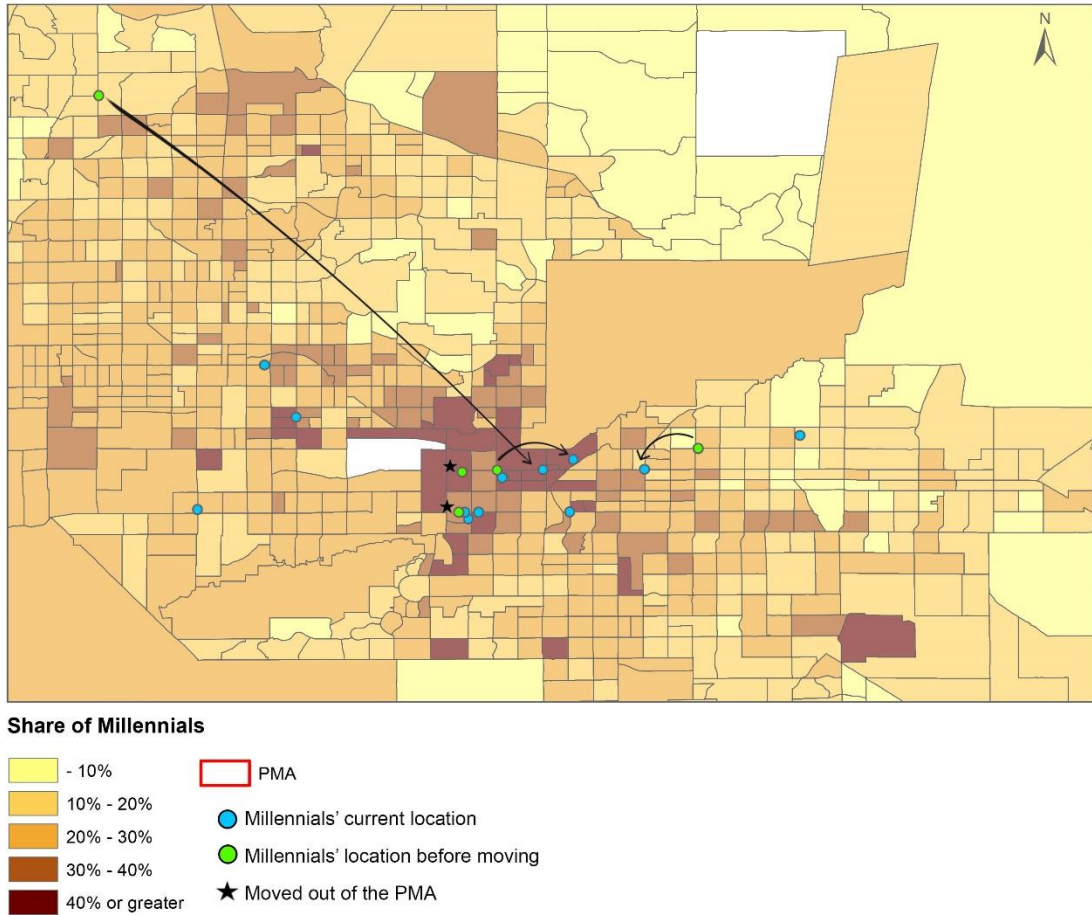 N
Share of Millennials
- 10%
10% - 20%
20% - 30%
30% - 40%
40% or greater
PMA
Millennials' current location
Millennials' location before moving
Moved out of the PMA